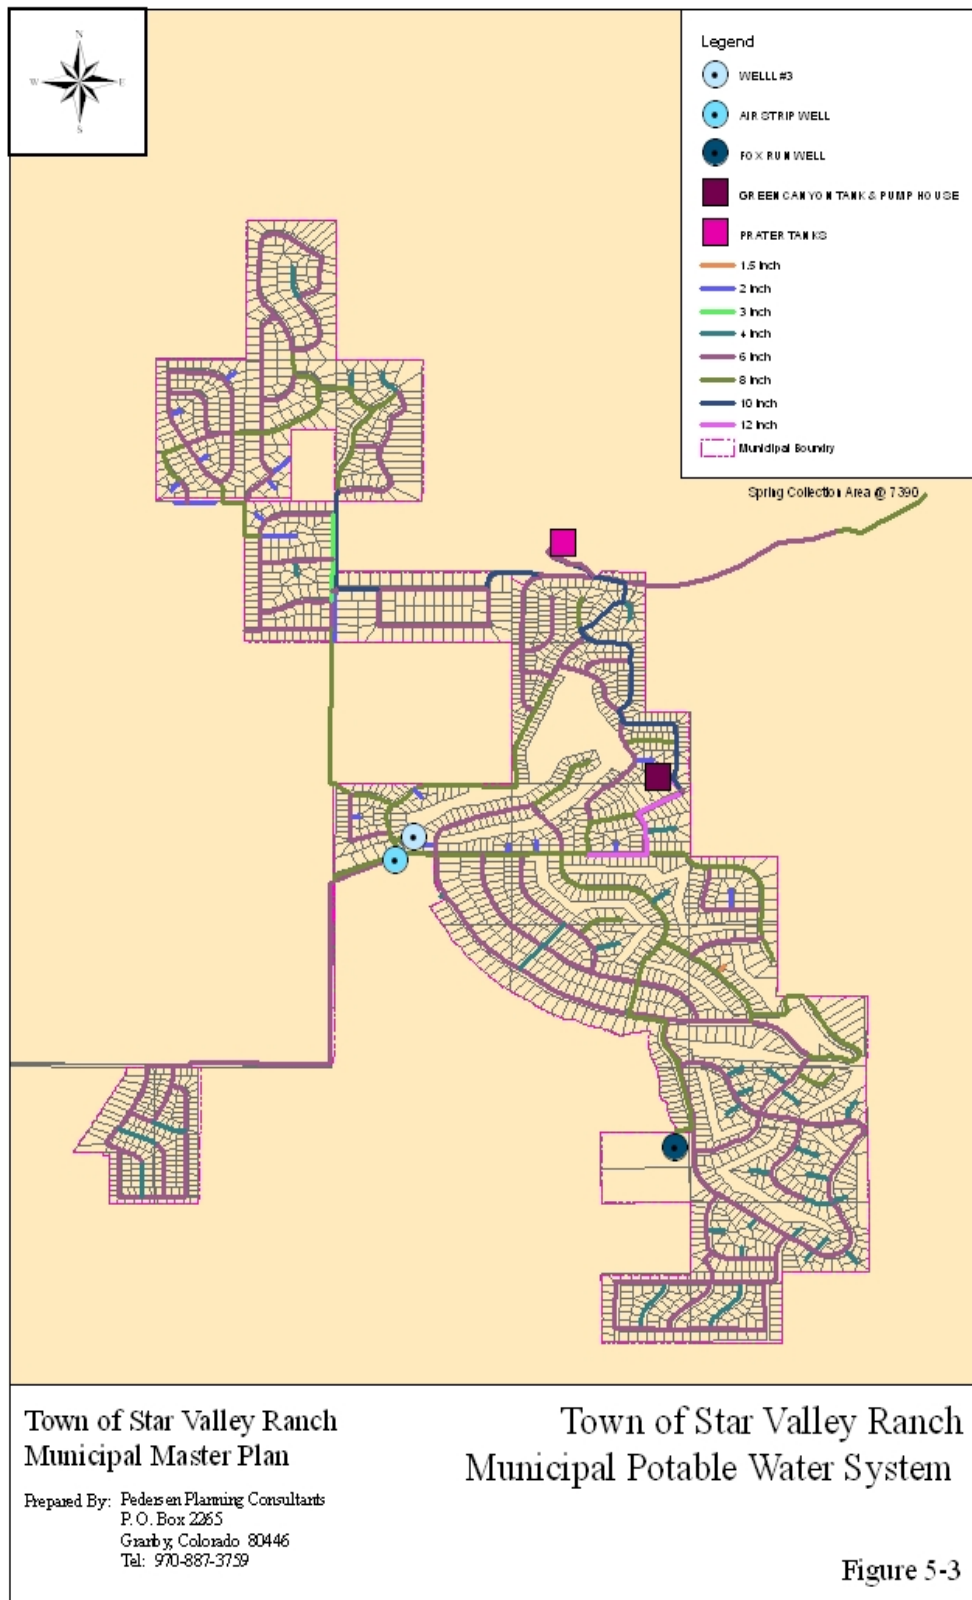 N
W E
S
Legend
WELLL #3
AIR STRIP WELL
FOX RUN WELL
GREEN CANYON TANK & PUMP HOUSE
PRATER TANKS
1.5 Inch
2 Inch
3 Inch
4 Inch
6 Inch
8 Inch
10 Inch
12 Inch
Municipal Boundry
Spring Collection Area @ 7390
Town of Star Valley Ranch
Municipal Master Plan
Prepared By: Pedersen Planning Consultants
P.O. Box 2265
Granby, Colorado 80446
Tel: 970-887-3759
Town of Star Valley Ranch
Municipal Potable Water System
Figure 5-3